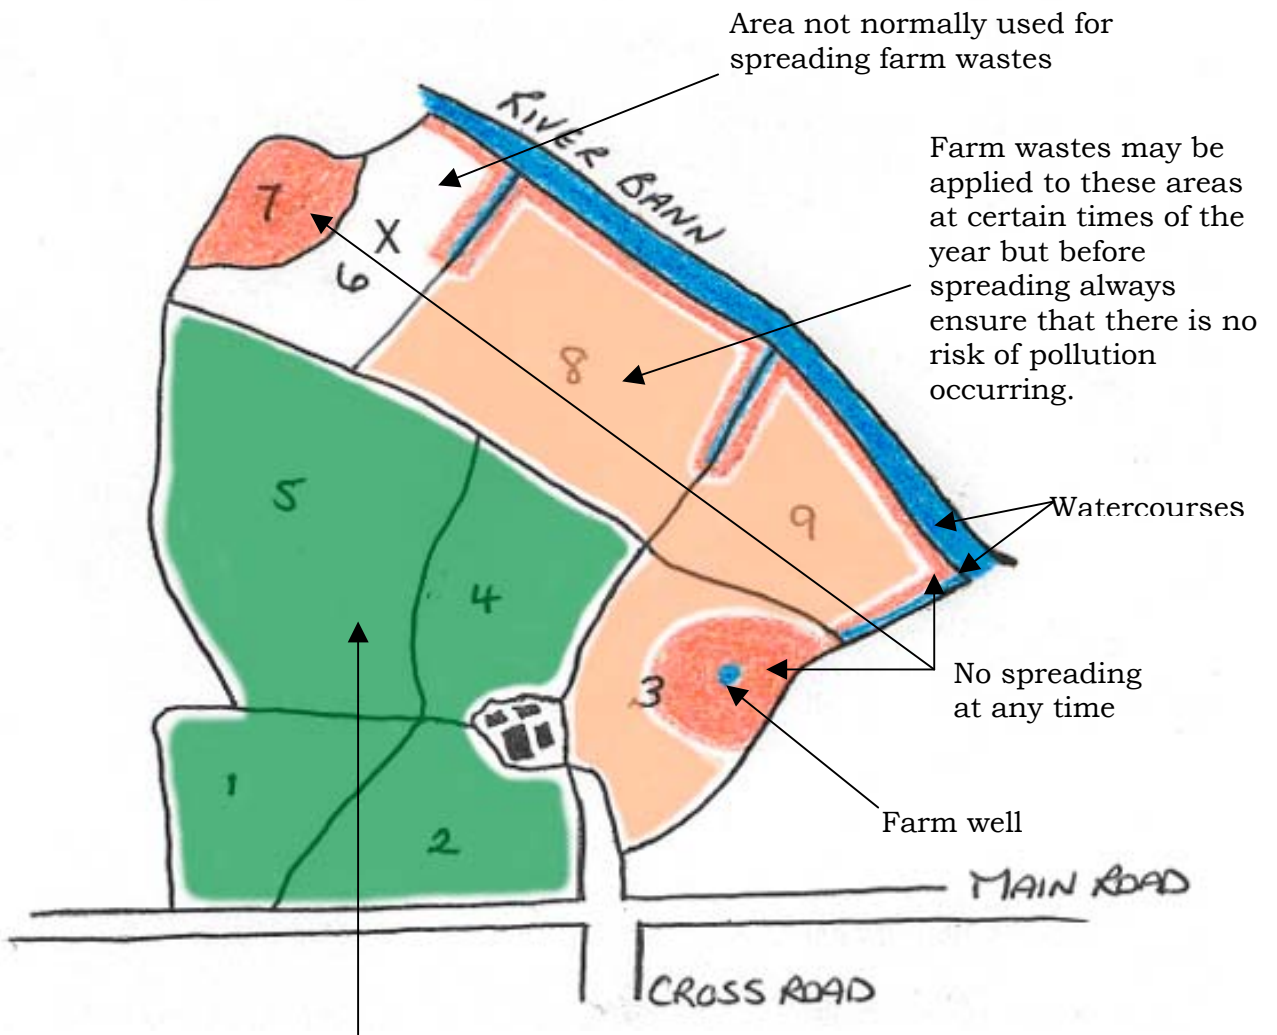 Area not normally used for
spreading farm wastes
RIVER BANN
Farm wastes may be
applied to these areas
at certain times of the
year but before
spreading always
ensure that there is no
risk of pollution
occurring.
7
X
6
8
5
9
Watercourses
4
3
No spreading
at any time
1
2
Farm well
MAIN ROAD
CROSS ROAD